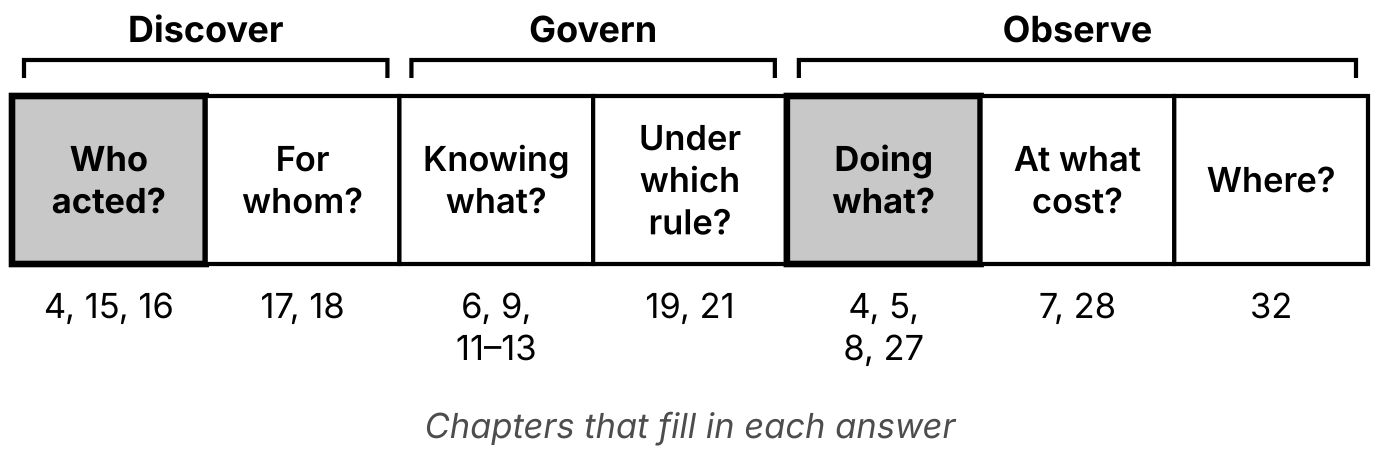 Discover
Govern
Observe
Who
acted?
For
whom?
Knowing
what?
Under
which
rule?
Doing
what?
At what
cost?
Where?
4, 15, 16
17, 18
6, 9,
11–13
19, 21
4, 5,
8, 27
7, 28
32
Chapters that fill in each answer